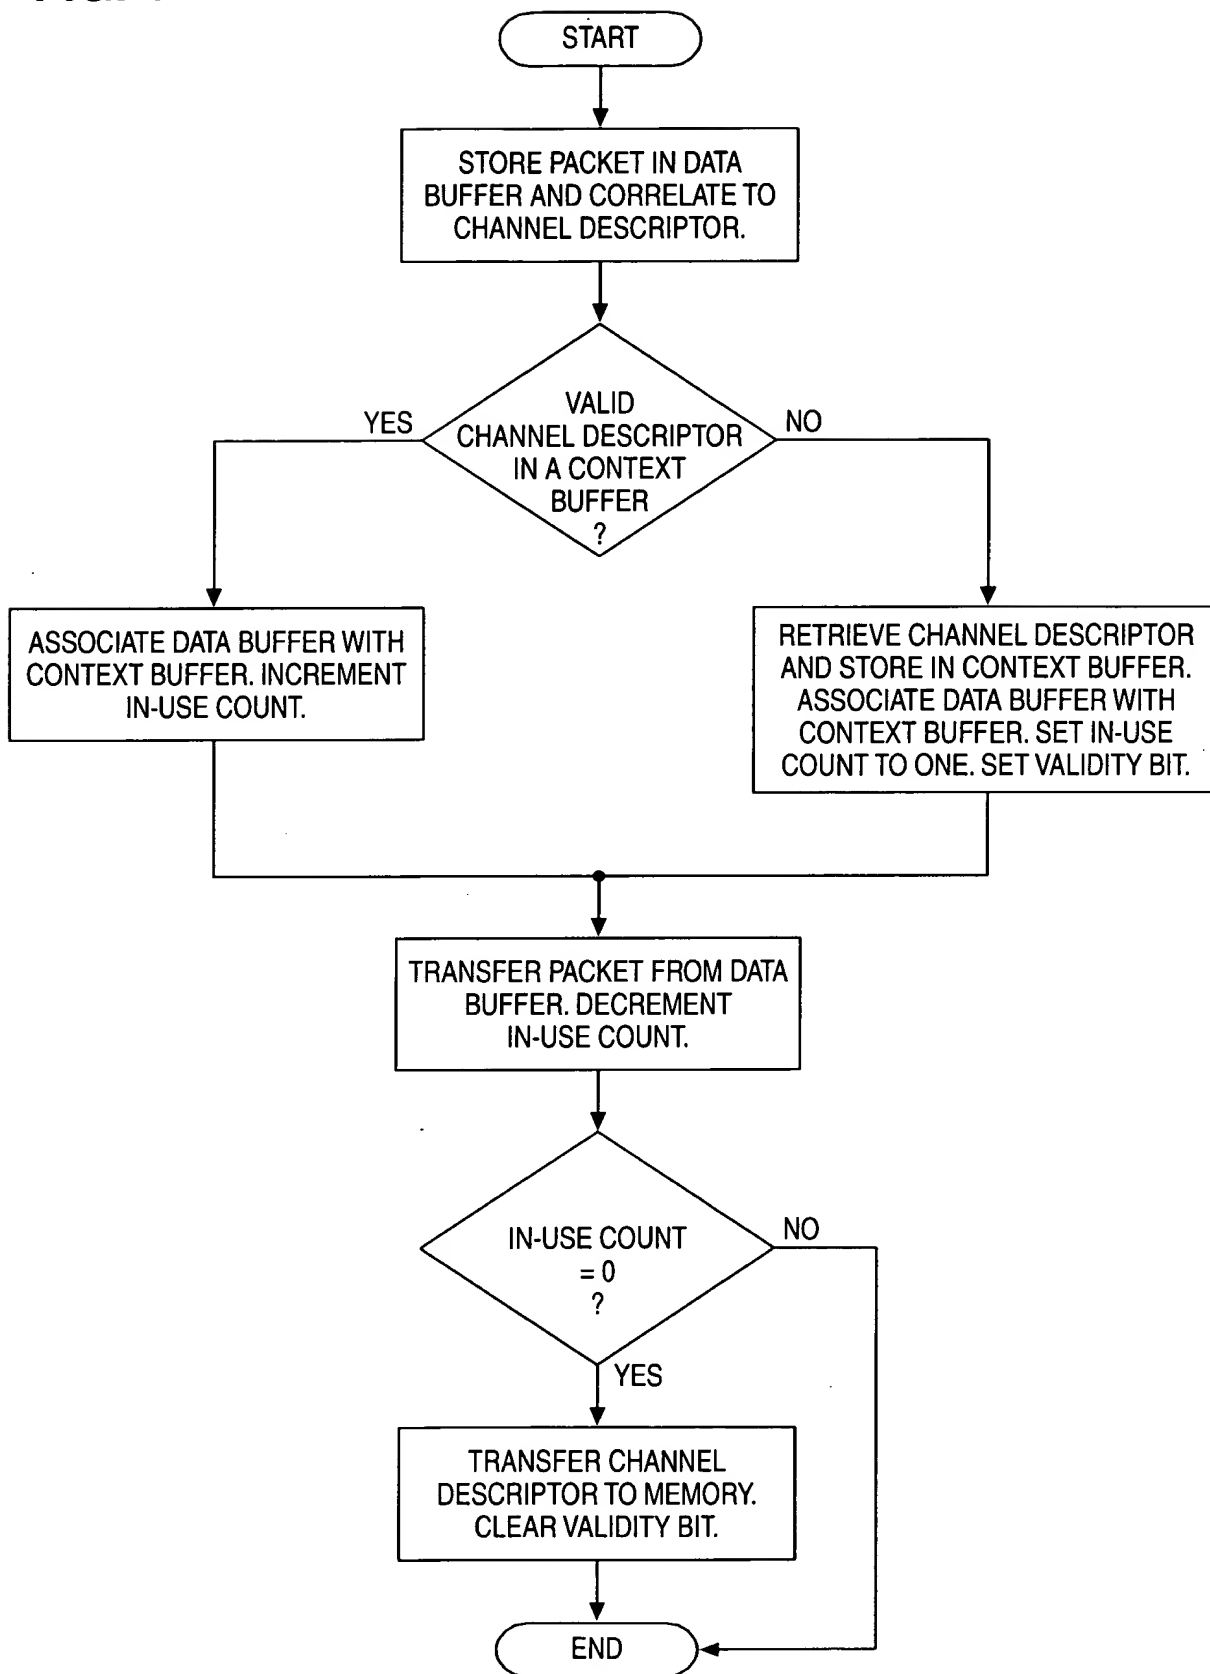 START
STORE PACKET IN DATA
BUFFER AND CORRELATE TO
CHANNEL DESCRIPTOR.
VALID
CHANNEL DESCRIPTOR
IN A CONTEXT
BUFFER
?
YES
NO
ASSOCIATE DATA BUFFER WITH
CONTEXT BUFFER. INCREMENT
IN-USE COUNT.
RETRIEVE CHANNEL DESCRIPTOR
AND STORE IN CONTEXT BUFFER.
ASSOCIATE DATA BUFFER WITH
CONTEXT BUFFER. SET IN-USE
COUNT TO ONE. SET VALIDITY BIT.
TRANSFER PACKET FROM DATA
BUFFER. DECREMENT
IN-USE COUNT.
IN-USE COUNT
= 0
?
NO
YES
TRANSFER CHANNEL
DESCRIPTOR TO MEMORY.
CLEAR VALIDITY BIT.
END